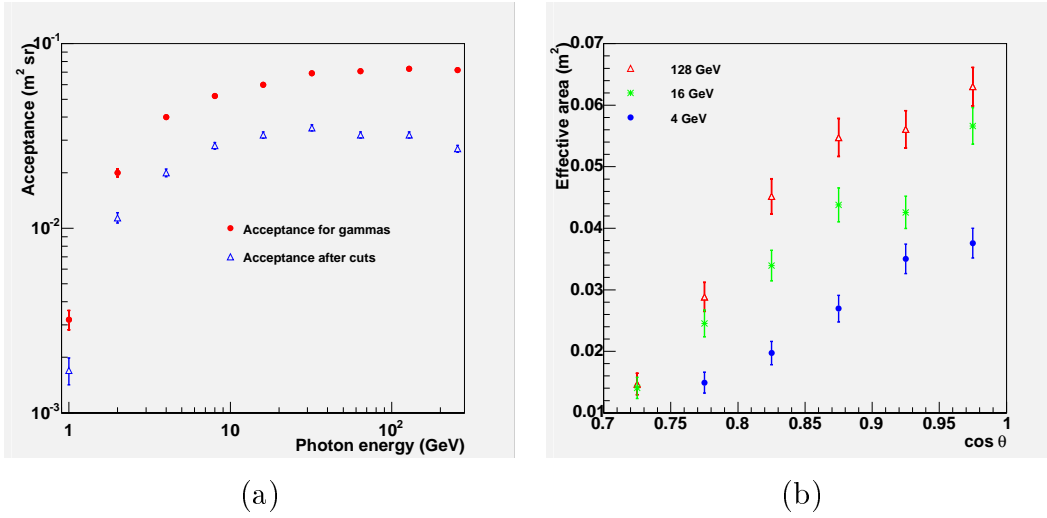 Acceptance (m² sr)
10⁻¹
10⁻²
10⁻³
Acceptance for gammas
Acceptance after cuts
1
10
10²
Photon energy (GeV)
(a)
Effective area (m²)
0.07
0.06
0.05
0.04
0.03
0.02
0.01
128 GeV
16 GeV
4 GeV
0.7
0.75
0.8
0.85
0.9
0.95
1
cos θ
(b)